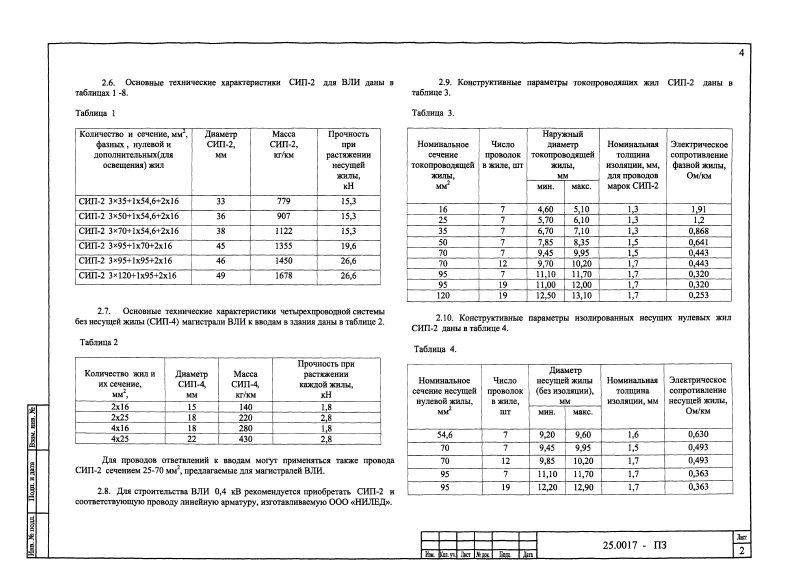 4
2.6. Основные технические характеристики СИП-2 для ВЛИ даны в
таблицах 1 -8.
Таблица 1
Количество и сечение, мм², фазных , нулевой и дополнительных(для освещения) жил | Диаметр СИП-2, мм | Масса СИП-2, кг/км | Прочность при растяжении несущей жилы, кН
СИП-2 3×35+1х54,6+2х16 33 779 15,3
СИП-2 3×50+1х54,6+2х16 36 907 15,3
СИП-2 3×70+1х54,6+2х16 38 1122 15,3
СИП-2 3×95+1х70+2х16 45 1355 19,6
СИП-2 3×95+1х95+2х16 46 1450 26,6
СИП-2 3×120+1х95+2х16 49 1678 26,6
2.7. Основные технические характеристики четырехпроводной системы
без несущей жилы (СИП-4) магистрали ВЛИ к вводам в здания даны в таблице 2.
Таблица 2
Количество жил и их сечение, мм², | Диаметр СИП-4, мм | Масса СИП-4, кг/км | Прочность при растяжении каждой жилы, кН
2х16 15 140 1,8
2х25 18 220 2,8
4х16 18 280 1,8
4х25 22 430 2,8
Для проводов ответвлений к вводам могут применяться также провода
СИП-2 сечением 25-70 мм², предлагаемые для магистралей ВЛИ.
2.8. Для строительства ВЛИ 0,4 кВ рекомендуется приобретать СИП-2 и
соответствующую проводу линейную арматуру, изготавливаемую ООО «НИЛЕД».
2.9. Конструктивные параметры токопроводящих жил СИП-2 даны в
таблице 3.
Таблица 3.
Номинальное сечение токопроводящей жилы, мм² | Число проволок в жиле, шт | Наружный диаметр токопроводящей жилы, мм мин. макс. | Номинальная толщина изоляции, мм, для проводов марок СИП-2 | Электрическое сопротивление фазной жилы, Ом/км
16 7 4,60 5,10 1,3 1,91
25 7 5,70 6,10 1,3 1,2
35 7 6,70 7,10 1,3 0,868
50 7 7,85 8,35 1,5 0,641
70 7 9,45 9,95 1,5 0,443
70 12 9,70 10,20 1,7 0,443
95 7 11,10 11,70 1,7 0,320
95 19 11,00 12,00 1,7 0,320
120 19 12,50 13,10 1,7 0,253
2.10. Конструктивные параметры изолированных несущих нулевых жил
СИП-2 даны в таблице 4.
Таблица 4.
Номинальное сечение несущей нулевой жилы, мм² | Число проволок в жиле, шт | Диаметр несущей жилы (без изоляции), мм мин. макс. | Номинальная толщина изоляции, мм | Электрическое сопротивление несущей жилы, Ом/км
54,6 7 9,20 9,60 1,6 0,630
70 7 9,45 9,95 1,5 0,493
70 12 9,85 10,20 1,7 0,493
95 7 11,10 11,70 1,7 0,363
95 19 12,20 12,90 1,7 0,363
Взам. инв. №
Подп. и дата
Инв. № подл.
Изм. Кол. уч. Лист № док. Подп. Дата
25.0017 - ПЗ
Лист
2